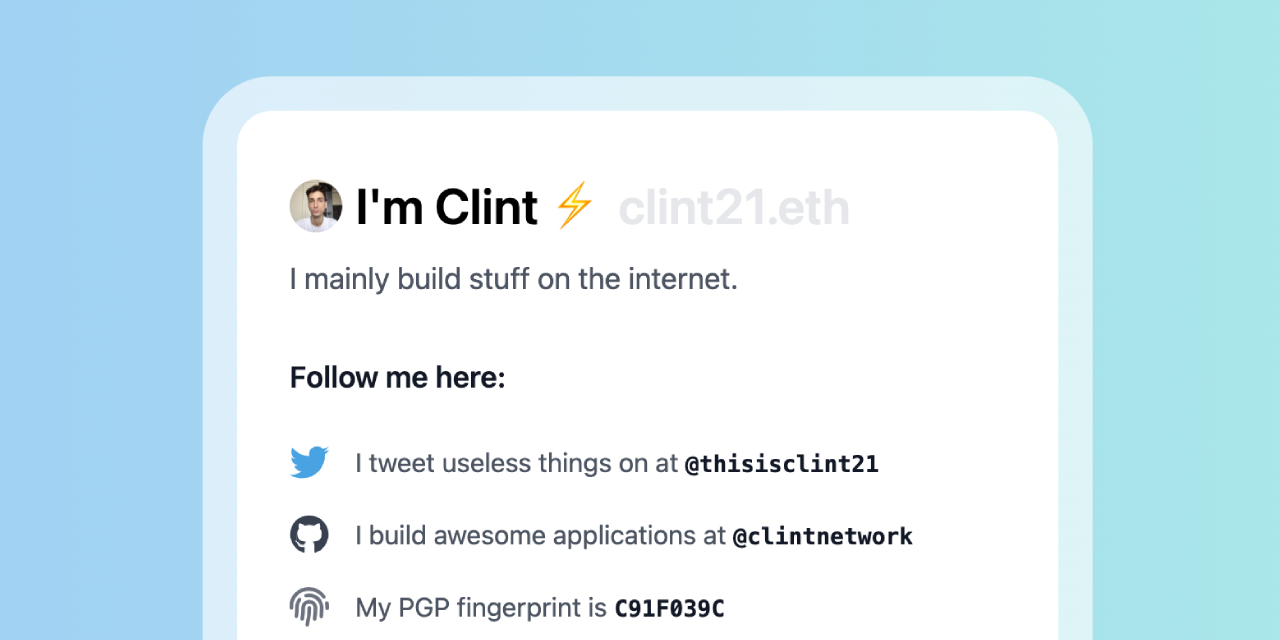 I'm Clint ⚡ clint21.eth
I mainly build stuff on the internet.
Follow me here:
I tweet useless things on at @thisisclint21
I build awesome applications at @clintnetwork
My PGP fingerprint is C91F039C